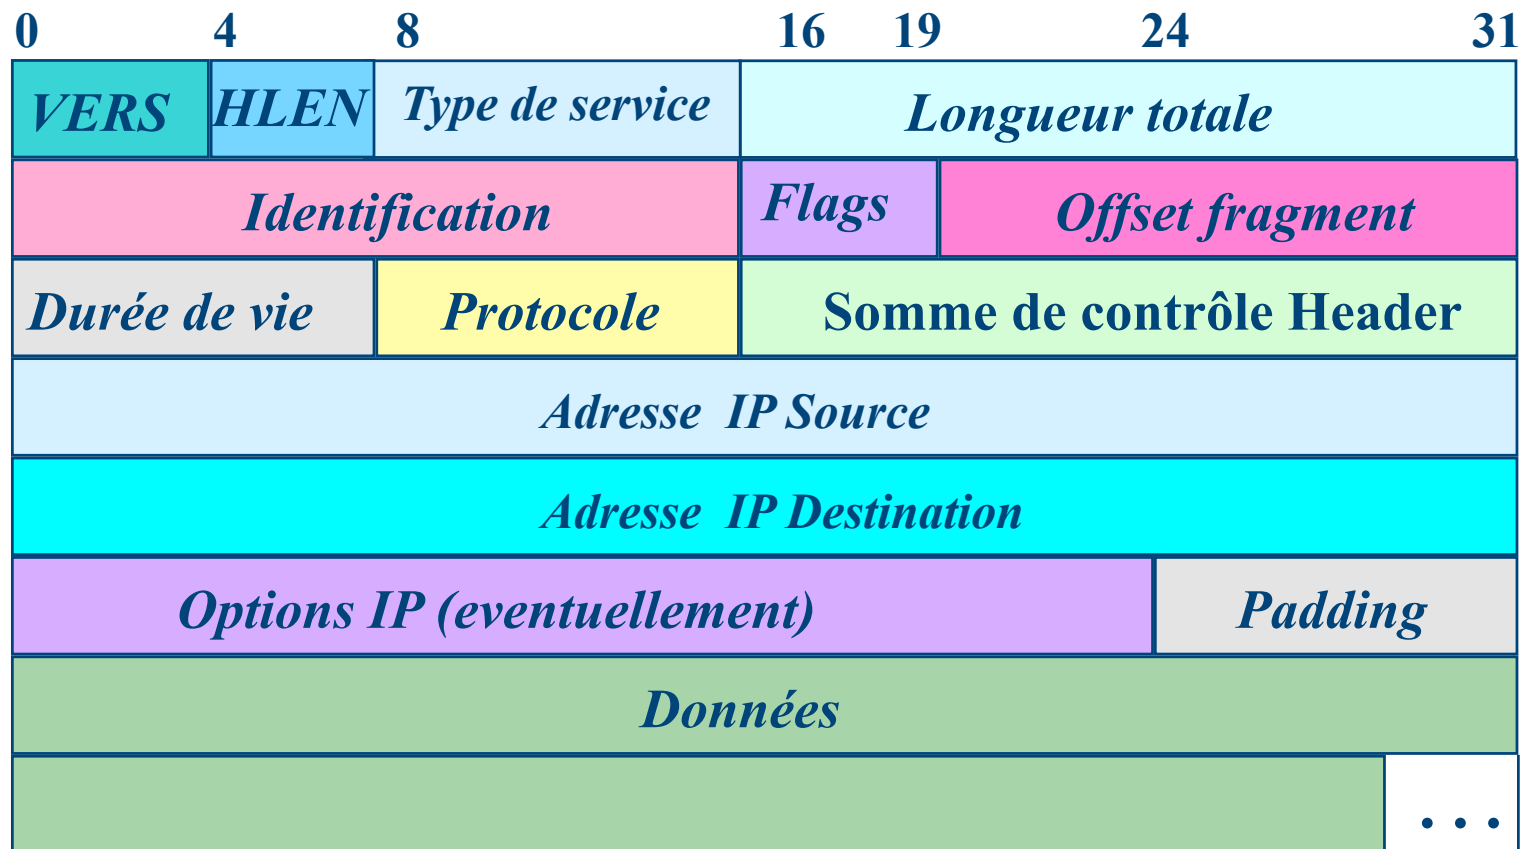 0 4 8 16 19 24 31
VERS HLEN Type de service Longueur totale
Identification Flags Offset fragment
Durée de vie Protocole Somme de contrôle Header
Adresse IP Source
Adresse IP Destination
Options IP (eventuellement) Padding
Données
...